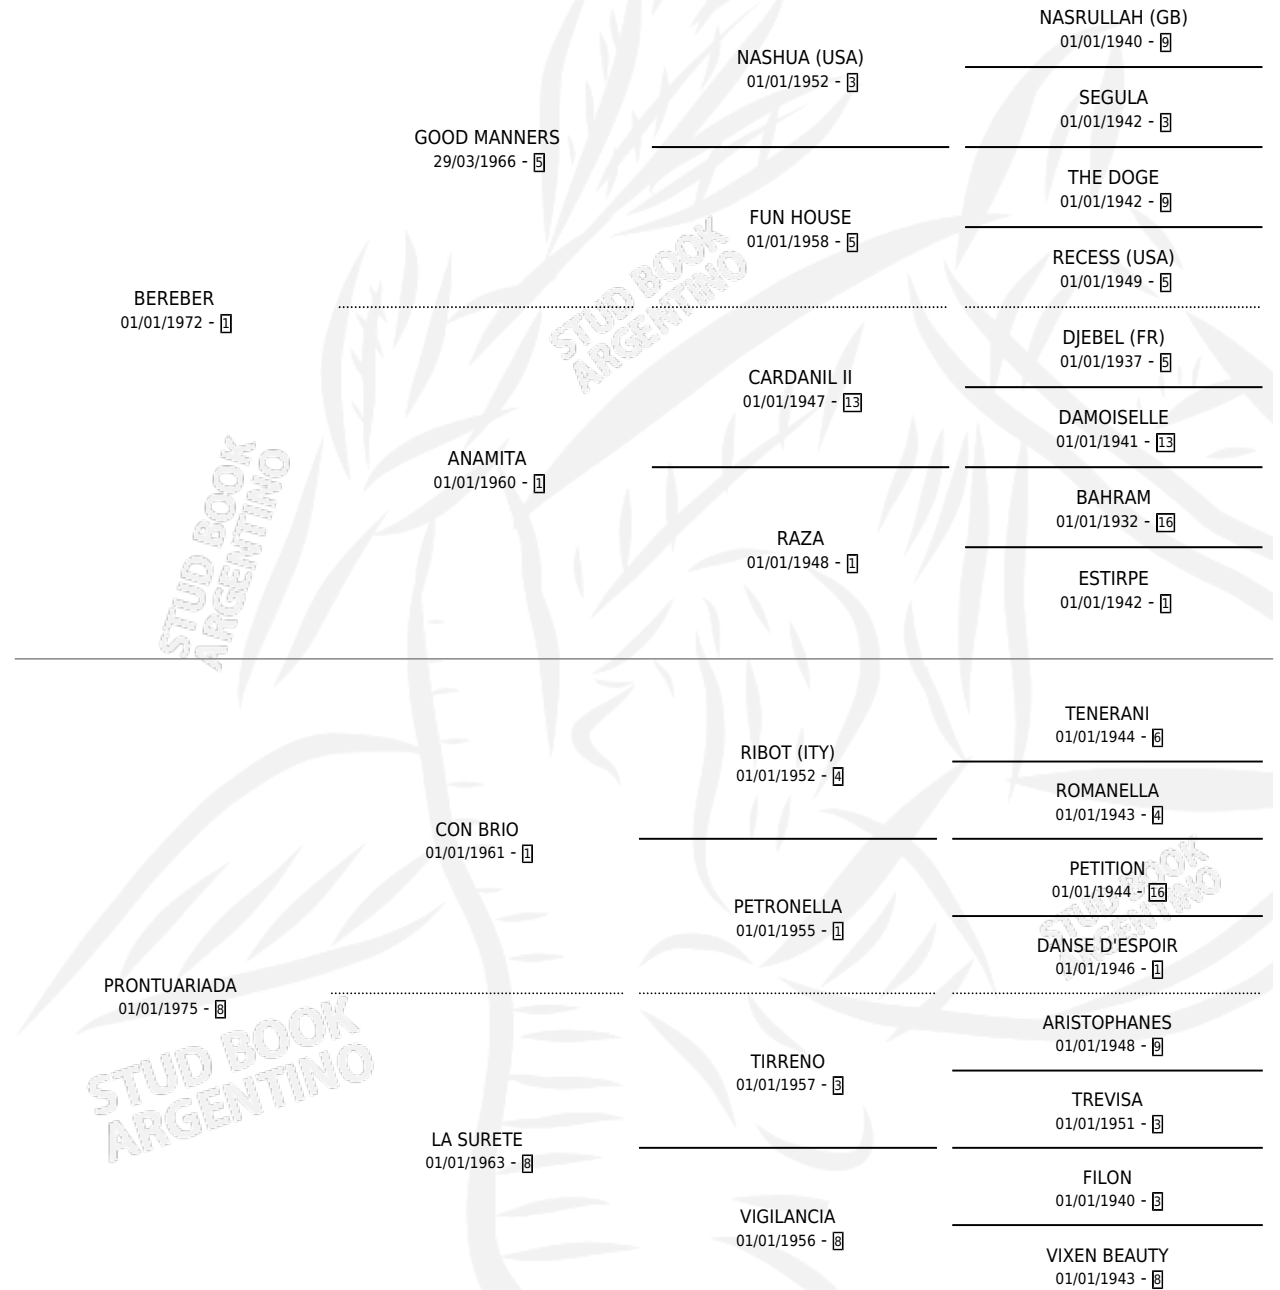 NASRULLAH (GB)
01/01/1940 - 9
NASHUA (USA)
01/01/1952 - 3
SEGULA
01/01/1942 - 3
GOOD MANNERS
29/03/1966 - 5
THE DOGE
01/01/1942 - 9
FUN HOUSE
01/01/1958 - 5
RECESS (USA)
01/01/1949 - 5
BEREBER
01/01/1972 - 1
DJEBEL (FR)
01/01/1937 - 5
CARDANIL II
01/01/1947 - 13
DAMOISELLE
01/01/1941 - 13
ANAMITA
01/01/1960 - 1
BAHRAM
01/01/1932 - 16
RAZA
01/01/1948 - 1
ESTIRPE
01/01/1942 - 1
TENERANI
01/01/1944 - 6
RIBOT (ITY)
01/01/1952 - 4
ROMANELLA
01/01/1943 - 4
CON BRIO
01/01/1961 - 1
PETITION
01/01/1944 - 16
PETRONELLA
01/01/1955 - 1
DANSE D'ESPOIR
01/01/1946 - 1
PRONTUARIADA
01/01/1975 - 8
ARISTOPHANES
01/01/1948 - 9
TIRRENO
01/01/1957 - 3
TREVISA
01/01/1951 - 3
LA SURETE
01/01/1963 - 8
FILON
01/01/1940 - 3
VIGILANCIA
01/01/1956 - 8
VIXEN BEAUTY
01/01/1943 - 8
STUD BOOK
ARGENTINO
STUD BOOK
ARGENTINO
STUD BOOK
ARGENTINO
STUD BOOK
ARGENTINO